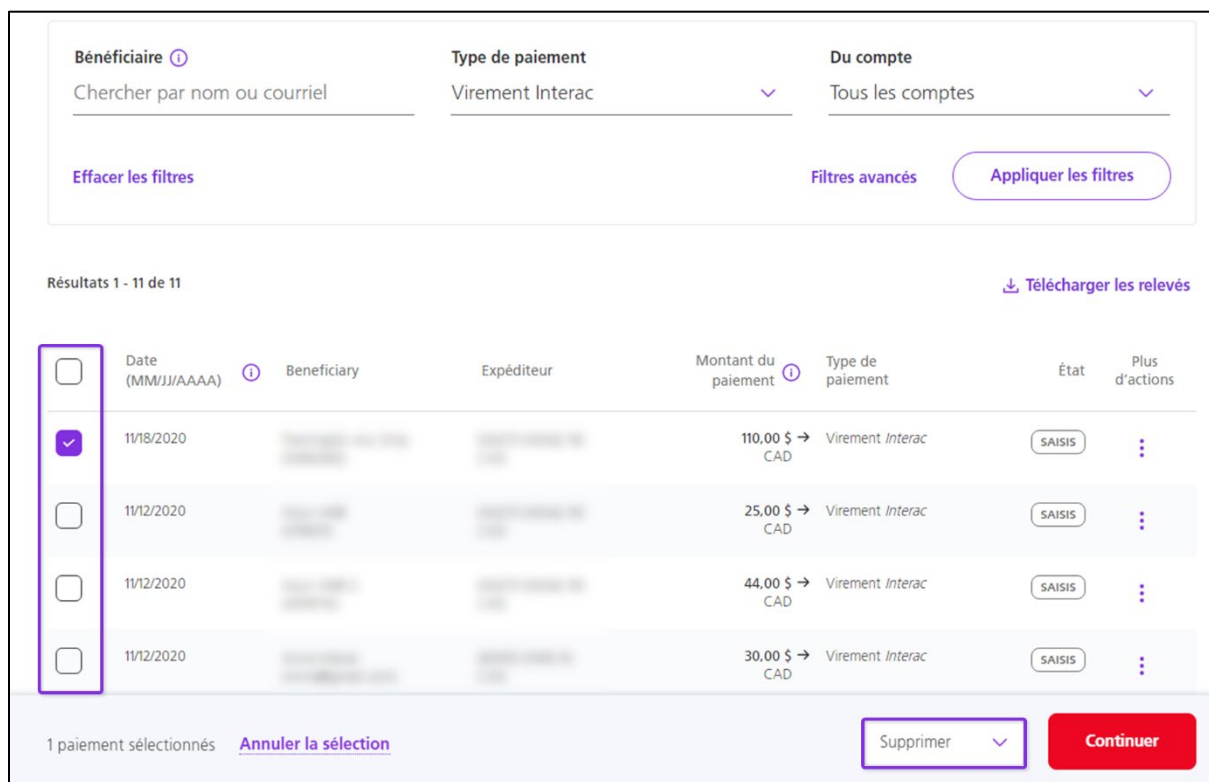 Bénéficiaire Type de paiement Du compte
Chercher par nom ou courriel Virement Interac Tous les comptes
Effacer les filtres Filtres avancés Appliquer les filtres
Résultats 1 - 11 de 11 Télécharger les relevés
Date Montant du Type de Plus
(MM/JJ/AAAA) Beneficiary Expéditeur paiement paiement État d'actions
11/18/2020 110,00 $ → Virement Interac SAISIS
CAD
11/12/2020 25,00 $ → Virement Interac SAISIS
CAD
11/12/2020 44,00 $ → Virement Interac SAISIS
CAD
11/12/2020 30,00 $ → Virement Interac SAISIS
CAD
1 paiement sélectionnés Annuler la sélection Supprimer Continuer